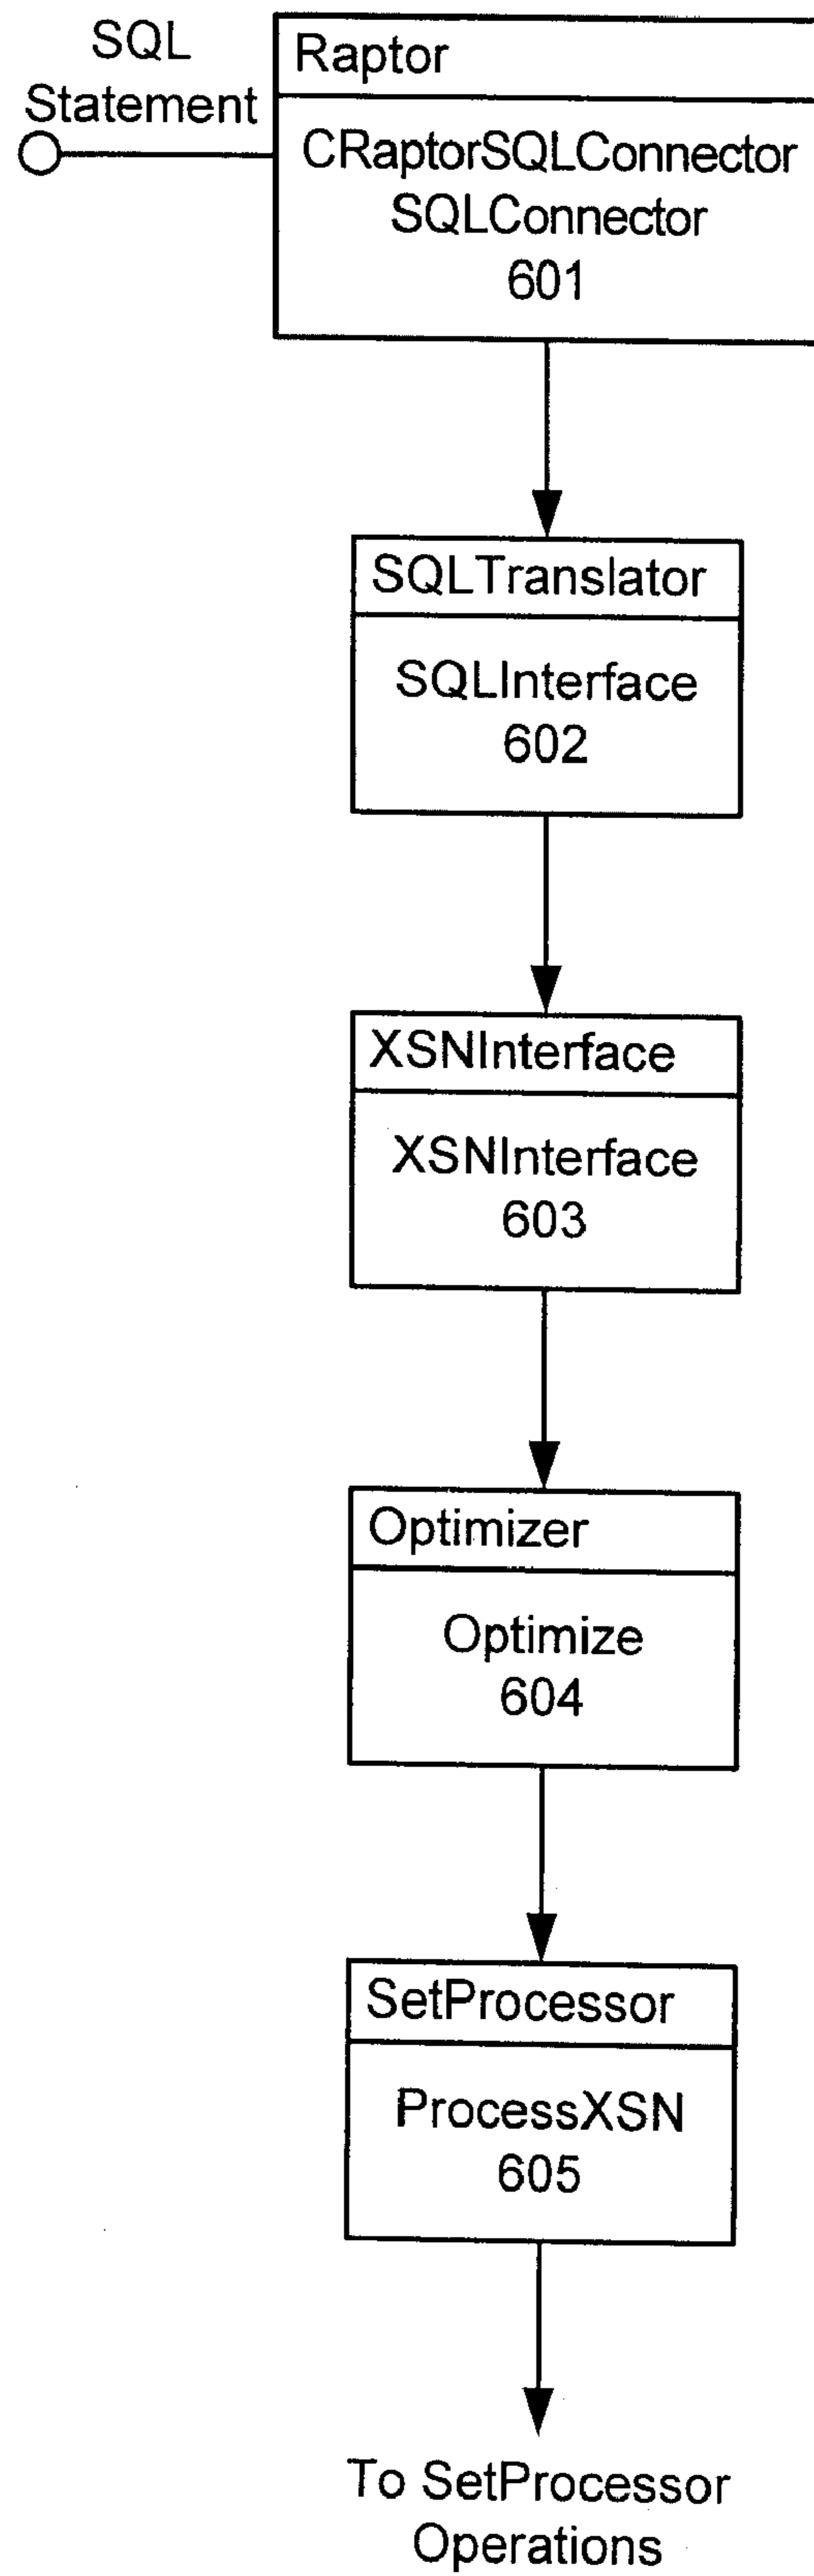 SQL
Statement
Raptor
CRaptorSQLConnector
SQLConnector
601
SQLTranslator
SQLInterface
602
XSNInterface
XSNInterface
603
Optimizer
Optimize
604
SetProcessor
ProcessXSN
605
To SetProcessor
Operations